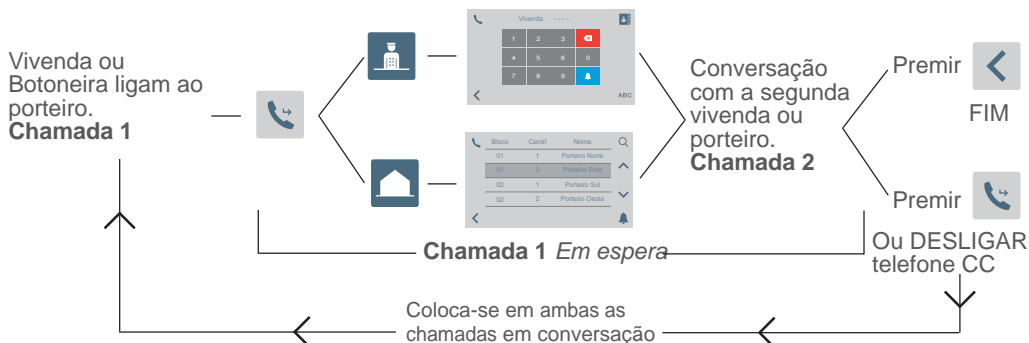 Vivenda ou
Botoneira ligam ao
porteiro.
Chamada 1
Vivenda ----
1 2 3
4 5 6 0
7 8 9
ABC
Bloco Centrl Nome
01 1 Porteiro Norte
01 2 Porteiro Este
02 1 Porteiro Sul
02 2 Porteiro Oeste
Conversação
com a segunda
vivenda ou
porteiro.
Chamada 2
Premir
FIM
Premir
Ou DESLIGAR
telefone CC
Chamada 1 Em espera
Coloca-se em ambas as
chamadas em conversação